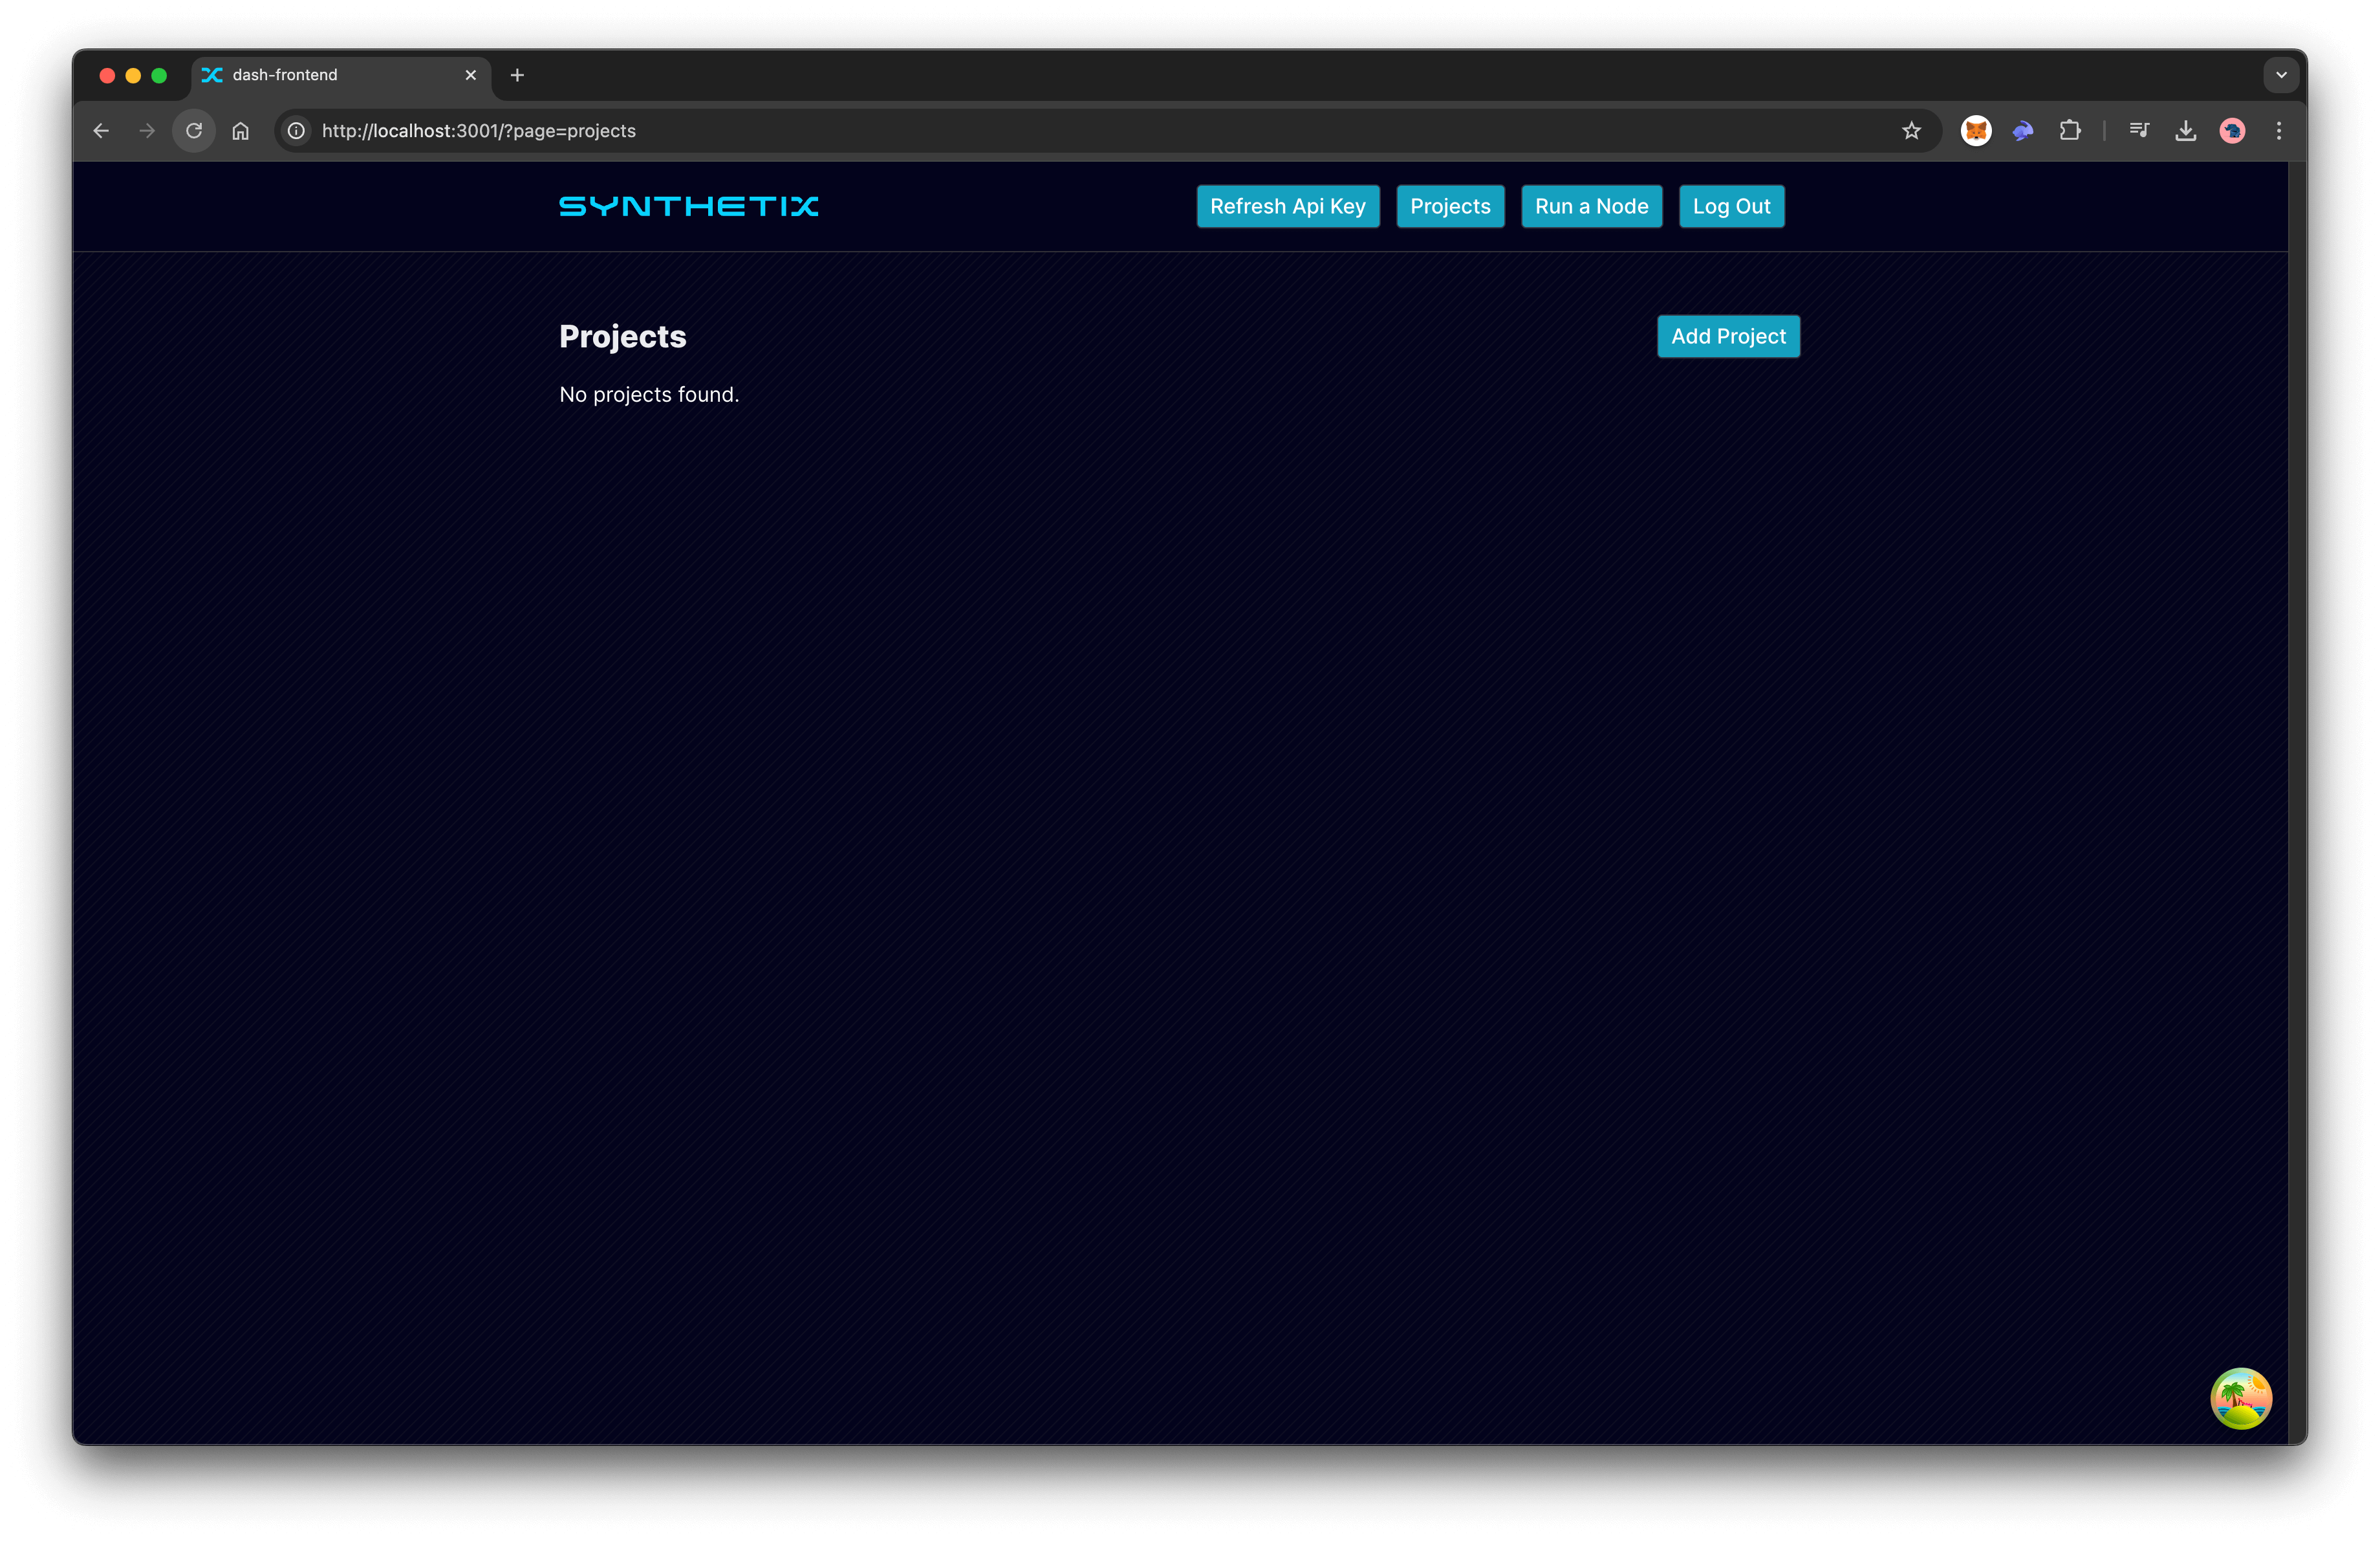 dash-frontend
http://localhost:3001/?page=projects
SYNTHETIX
Refresh Api Key
Projects
Run a Node
Log Out
Projects
Add Project
No projects found.